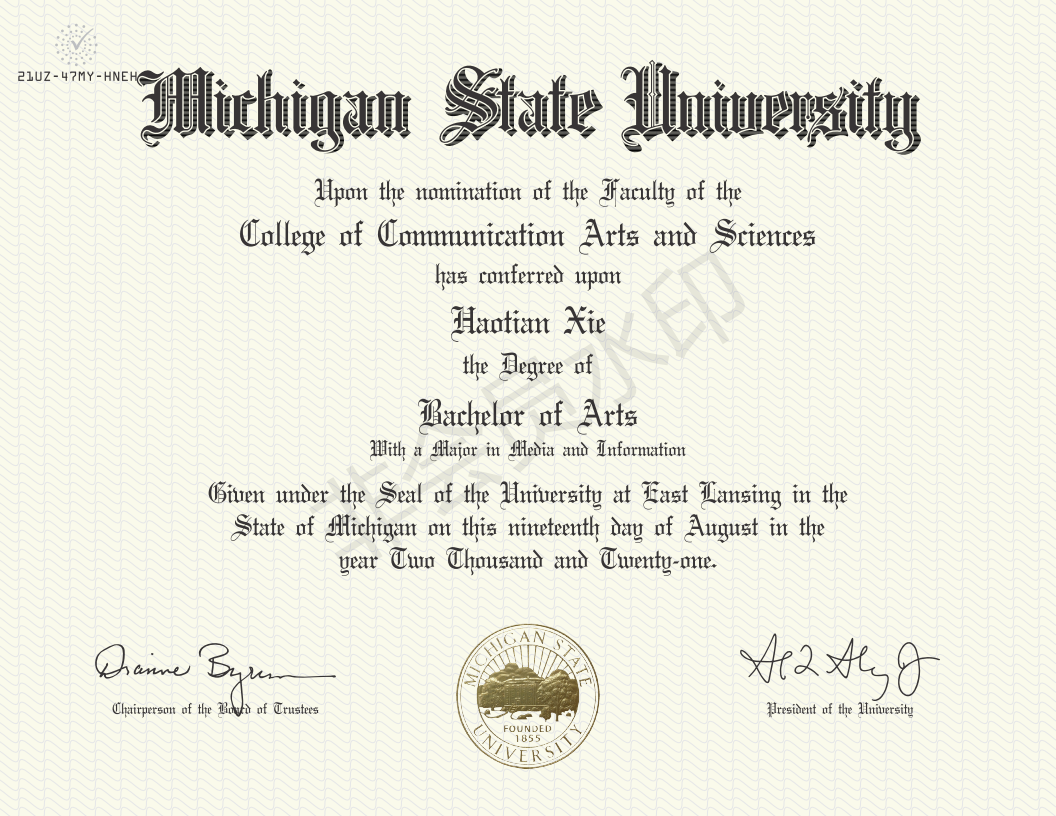 21UZ-47MY-HNEH
Michigan State University
Upon the nomination of the Faculty of the
College of Communication Arts and Sciences
has conferred upon
Haotian Xie
the Degree of
Bachelor of Arts
With a Major in Media and Information
Given under the Seal of the University at East Lansing in the
State of Michigan on this nineteenth day of August in the
year Two Thousand and Twenty-one.
非会员水印
Dianne Byrum
Chairperson of the Board of Trustees
MICHIGAN STATE
UNIVERSITY
FOUNDED
1855
President of the University